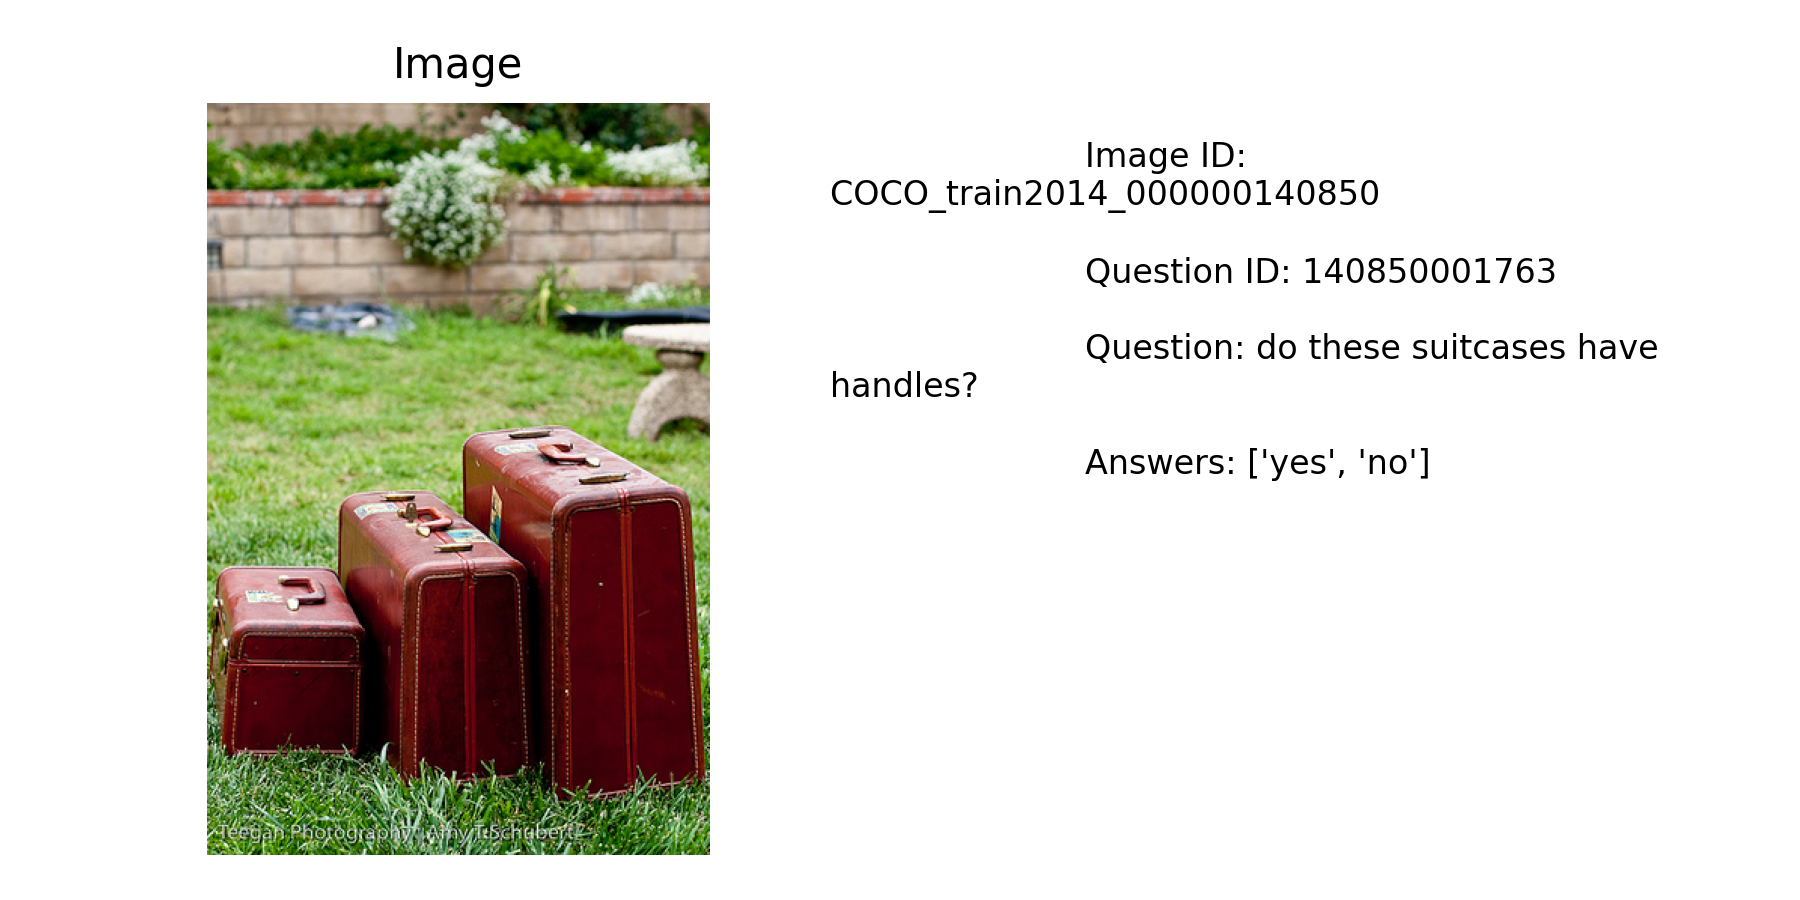 Image
Image ID:
COCO_train2014_000000140850
Question ID: 140850001763
Question: do these suitcases have
handles?
Answers: ['yes', 'no']
Teegan Photography Amy T Schubert